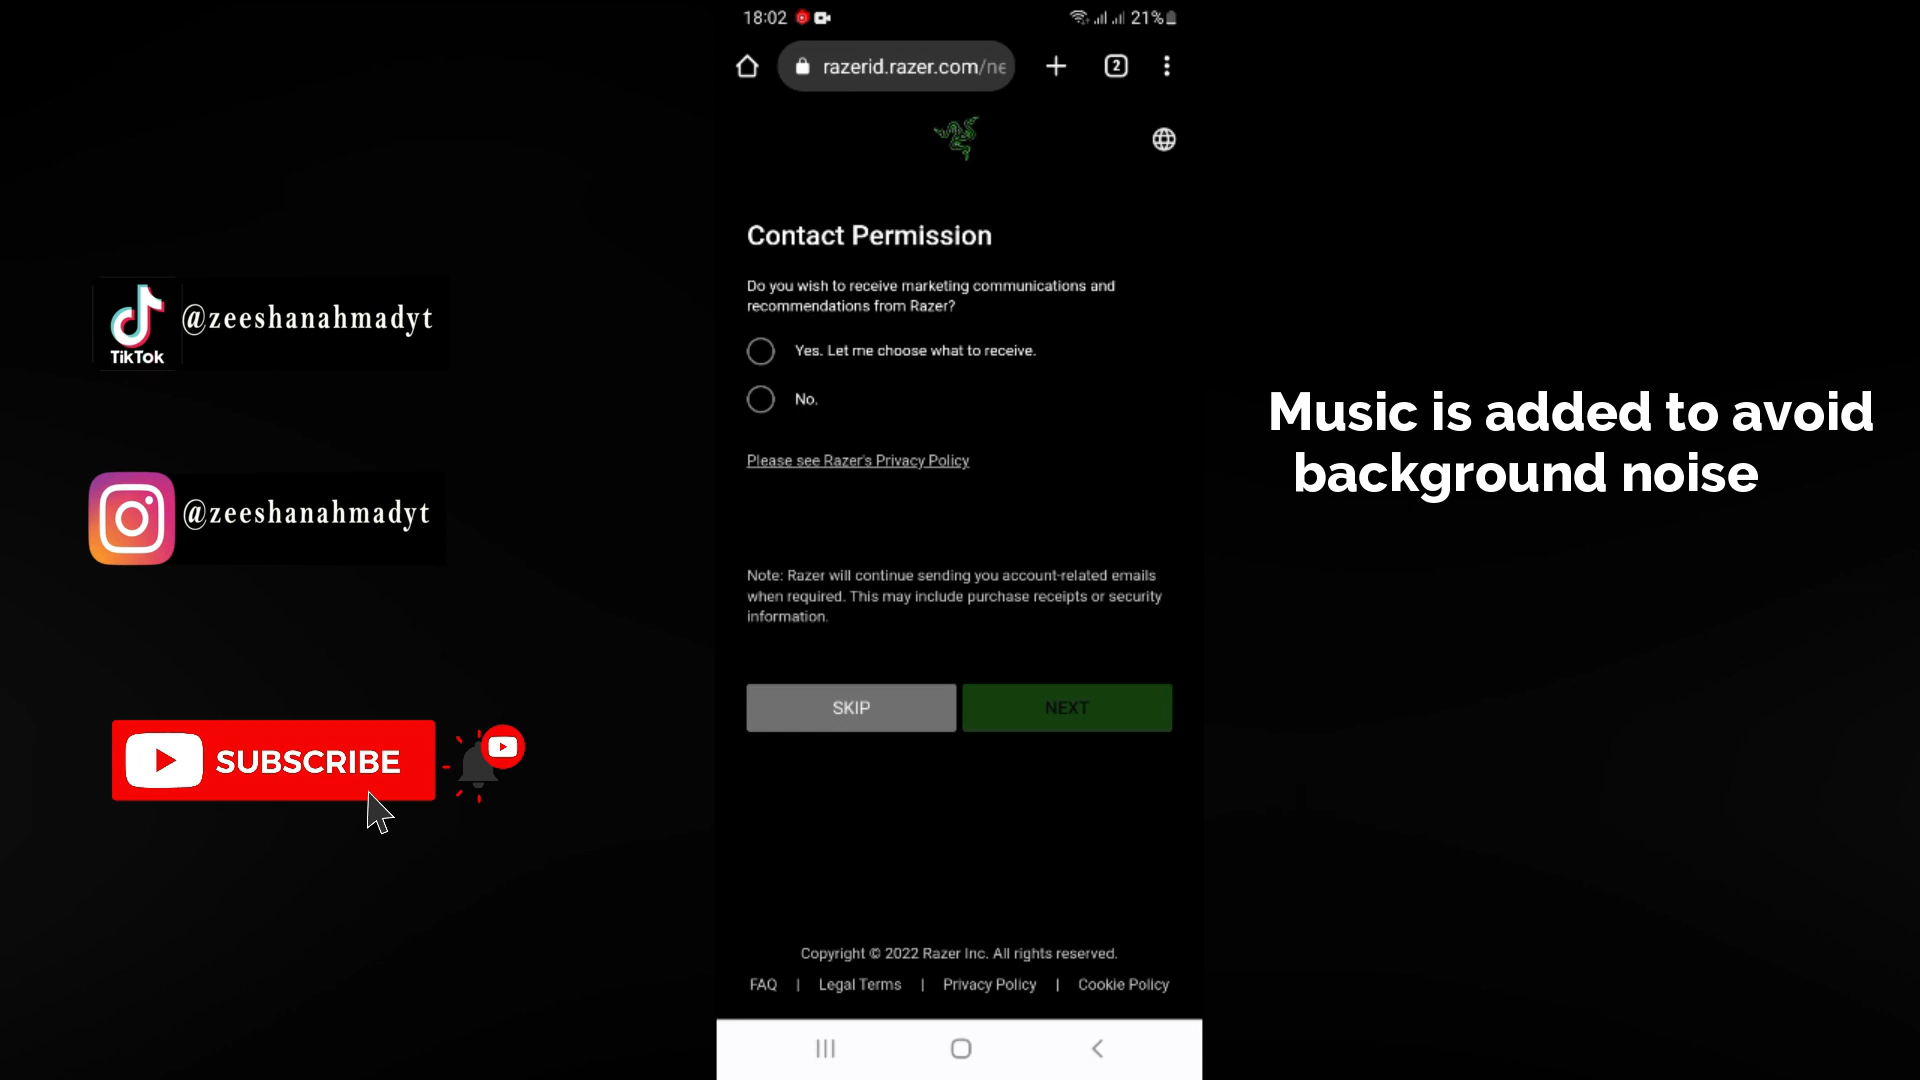 18:02
21%
razerid.razer.com/ne
2
Contact Permission
Do you wish to receive marketing communications and
recommendations from Razer?
Yes. Let me choose what to receive.
No.
Please see Razer's Privacy Policy
Note: Razer will continue sending you account-related emails
when required. This may include purchase receipts or security
information.
SKIP
NEXT
Copyright © 2022 Razer Inc. All rights reserved.
FAQ | Legal Terms | Privacy Policy | Cookie Policy
TikTok
@zeeshanahmadyt
@zeeshanahmadyt
SUBSCRIBE
Music is added to avoid
background noise